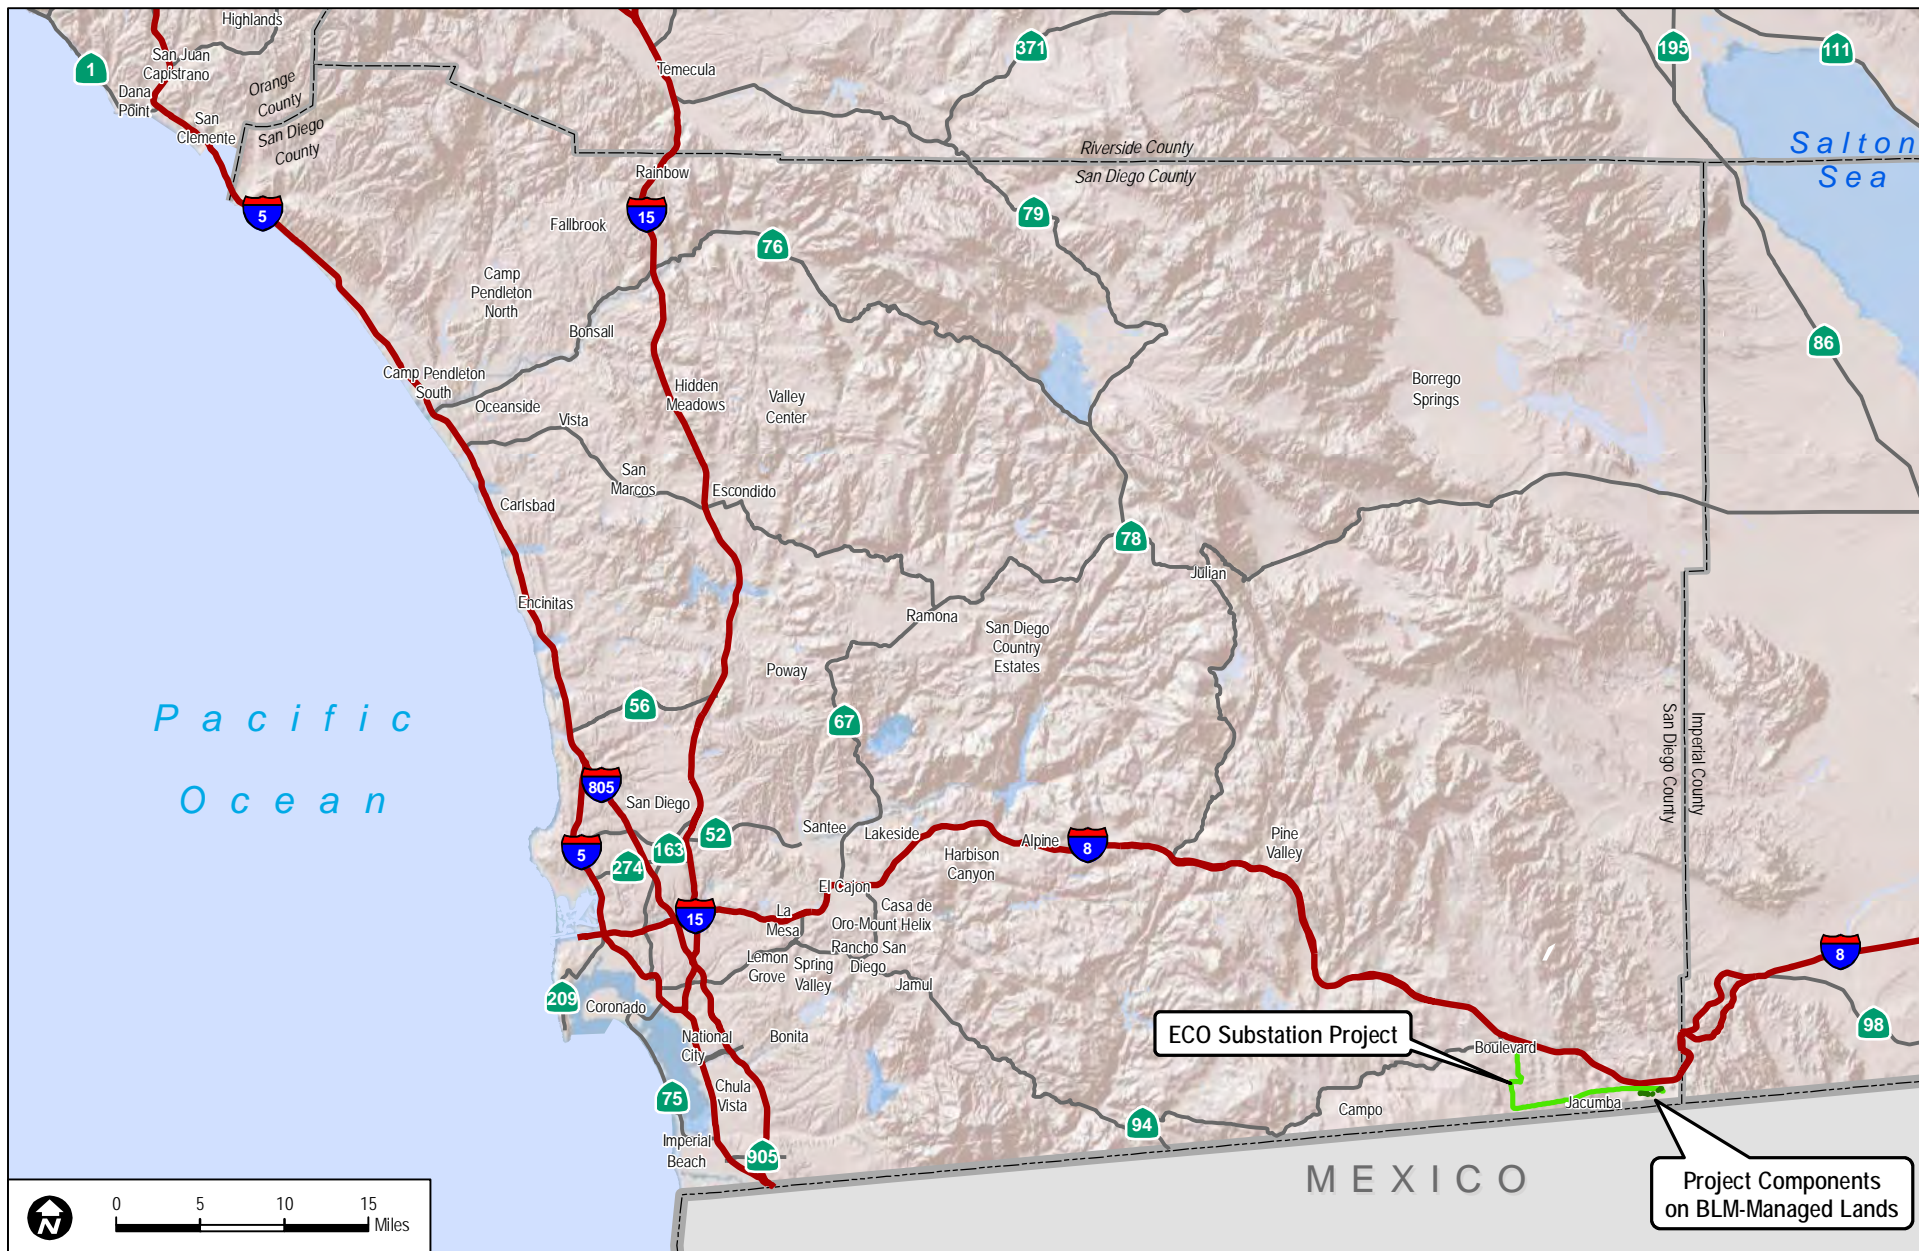 Highlands
1
San Juan
Capistrano
Dana
Point
San
Clemente
Orange
County
San Diego
County
Temecula
371
195
111
Salton
Sea
Riverside County
San Diego County
Rainbow
5
15
Fallbrook
76
79
Camp
Pendleton
North
Bonsall
86
Camp Pendleton
South
Oceanside
Vista
Hidden
Meadows
Valley
Center
Borrego
Springs
San
Marcos
Escondido
Carlsbad
78
Julian
Encinitas
Ramona
San Diego
Country
Estates
Poway
56
67
Pacific
Ocean
San Diego County
Imperial County
805
San Diego
5
274
163
52
Santee
Lakeside
Alpine
8
Harbison
Canyon
Pine
Valley
El Cajon
15
La
Mesa
Casa de
Oro-Mount Helix
Rancho San
Diego
Lemon
Grove
Spring
Valley
Jamul
8
98
209
Coronado
National
City
Bonita
ECO Substation Project
Boulevard
75
Chula
Vista
Imperial
Beach
905
94
Campo
Jacumba
MEXICO
Project Components
on BLM-Managed Lands
N
0 5 10 15
Miles